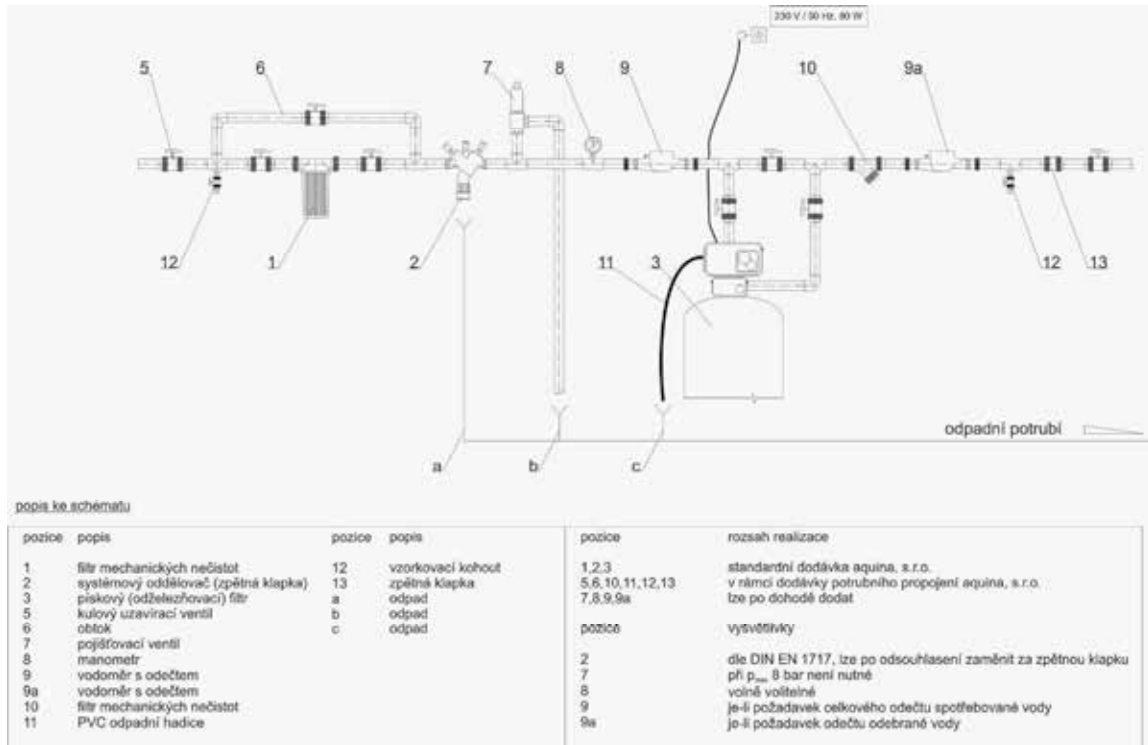 230 V / 50 Hz, 80 W
5
6
7
8
9
10
9a
12
1
2
11
3
12
13
odpadní potrubí
a
b
c
popis ke schématu
pozice popis pozice popis
1 filtr mechanických nečistot 12 vzorkovací kohout
2 systémový oddělovač (zpětná klapka) 13 zpětná klapka
3 pískový (odželezňovací) filtr a odpad
5 kulový uzavírací ventil b odpad
6 obtok c odpad
7 pojišťovací ventil
8 manometr
9 vodoměr s odečtem
9a vodoměr s odečtem
10 filtr mechanických nečistot
11 PVC odpadní hadice
pozice rozsah realizace
1,2,3 standardní dodávka aquina, s.r.o.
5,6,10,11,12,13 v rámci dodávky potrubního propojení aquina, s.r.o.
7,8,9,9a lze po dohodě dodat
pozice vysvětlivky
2 dle DIN EN 1717, lze po odsouhlasení zaměnit za zpětnou klapku
7 při p 8 bar není nutné
8 volně volitelné
9 je-li požadavek celkového odečtu spotřebované vody
9a je-li požadavek odečtu odebrané vody